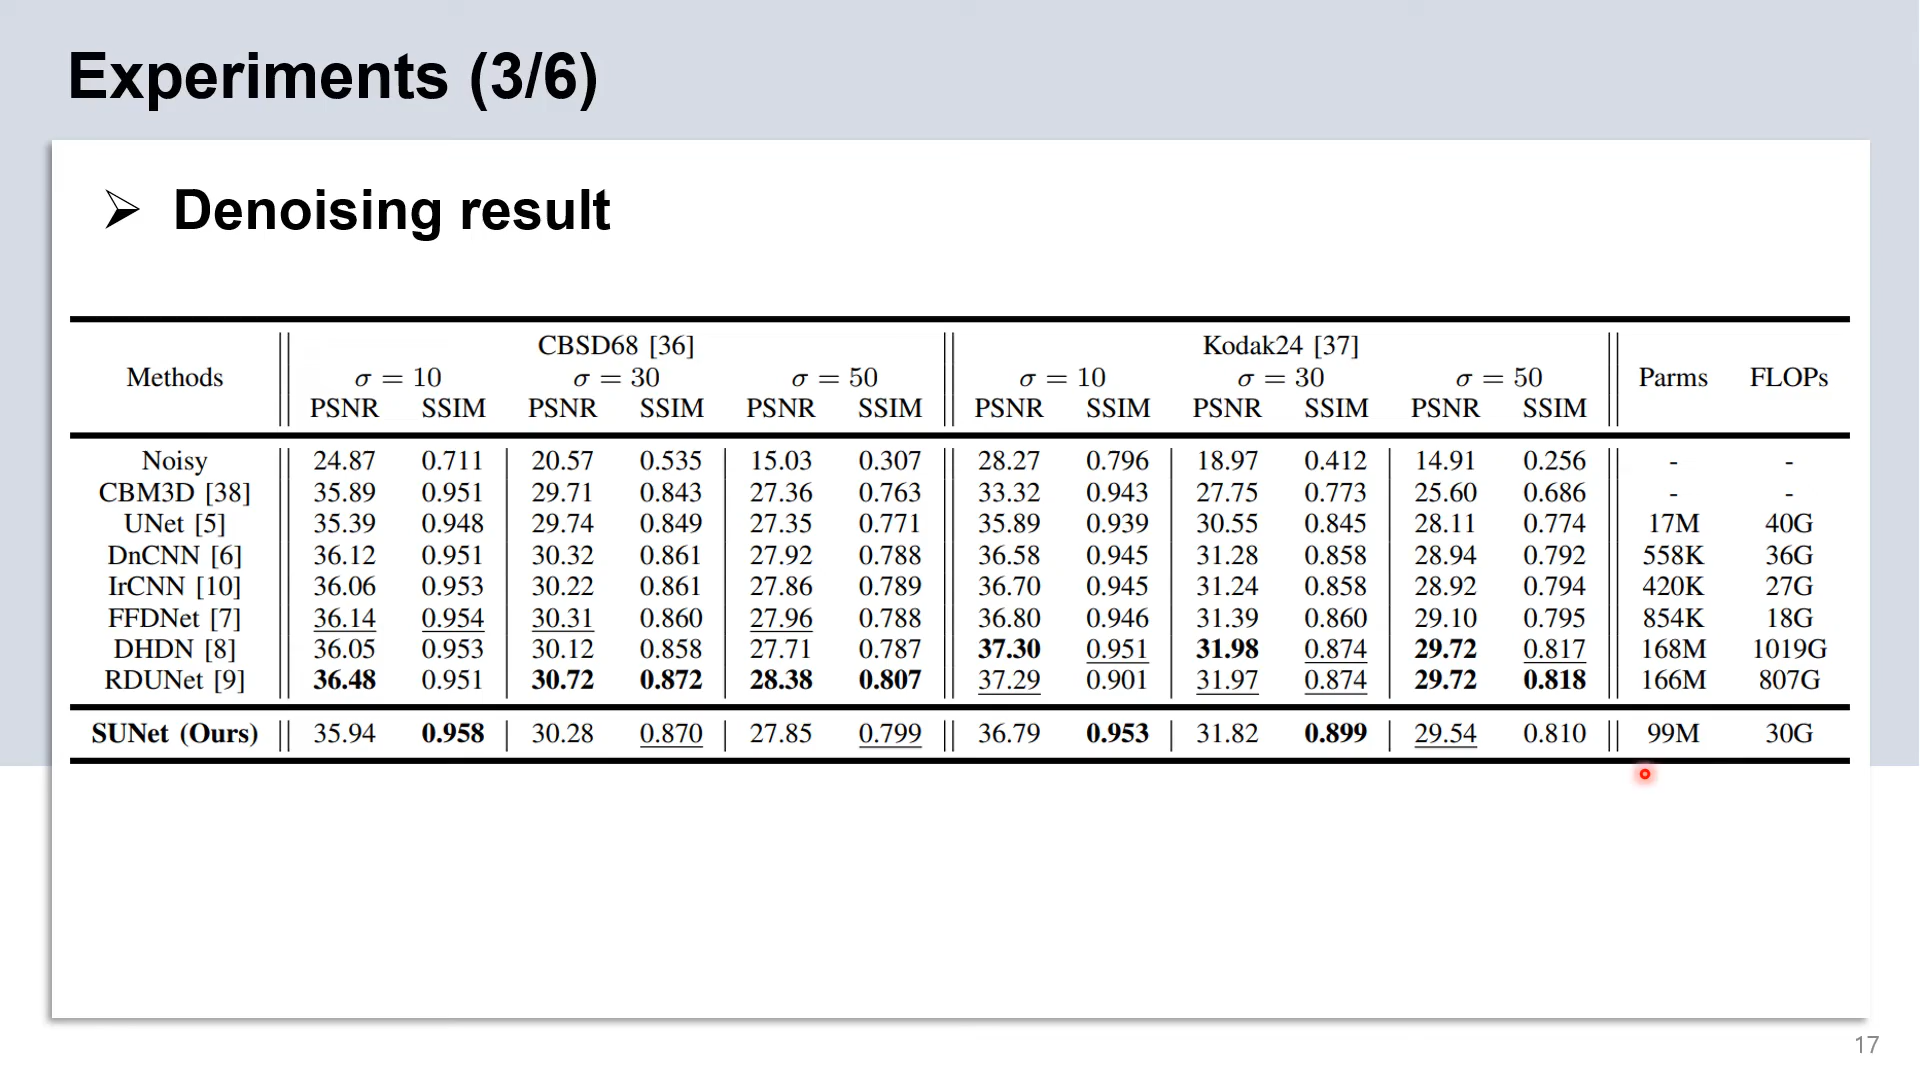 Experiments (3/6)
➢ Denoising result
CBSD68 [36] Kodak24 [37]
Methods σ = 10 σ = 30 σ = 50 σ = 10 σ = 30 σ = 50 Parms FLOPs
PSNR SSIM PSNR SSIM PSNR SSIM PSNR SSIM PSNR SSIM PSNR SSIM
Noisy 24.87 0.711 20.57 0.535 15.03 0.307 28.27 0.796 18.97 0.412 14.91 0.256 - -
CBM3D [38] 35.89 0.951 29.71 0.843 27.36 0.763 33.32 0.943 27.75 0.773 25.60 0.686 - -
UNet [5] 35.39 0.948 29.74 0.849 27.35 0.771 35.89 0.939 30.55 0.845 28.11 0.774 17M 40G
DnCNN [6] 36.12 0.951 30.32 0.861 27.92 0.788 36.58 0.945 31.28 0.858 28.94 0.792 558K 36G
IrCNN [10] 36.06 0.953 30.22 0.861 27.86 0.789 36.70 0.945 31.24 0.858 28.92 0.794 420K 27G
FFDNet [7] 36.14 0.954 30.31 0.860 27.96 0.788 36.80 0.946 31.39 0.860 29.10 0.795 854K 18G
DHDN [8] 36.05 0.953 30.12 0.858 27.71 0.787 37.30 0.951 31.98 0.874 29.72 0.817 168M 1019G
RDUNet [9] 36.48 0.951 30.72 0.872 28.38 0.807 37.29 0.901 31.97 0.874 29.72 0.818 166M 807G
SUNet (Ours) 35.94 0.958 30.28 0.870 27.85 0.799 36.79 0.953 31.82 0.899 29.54 0.810 99M 30G
17